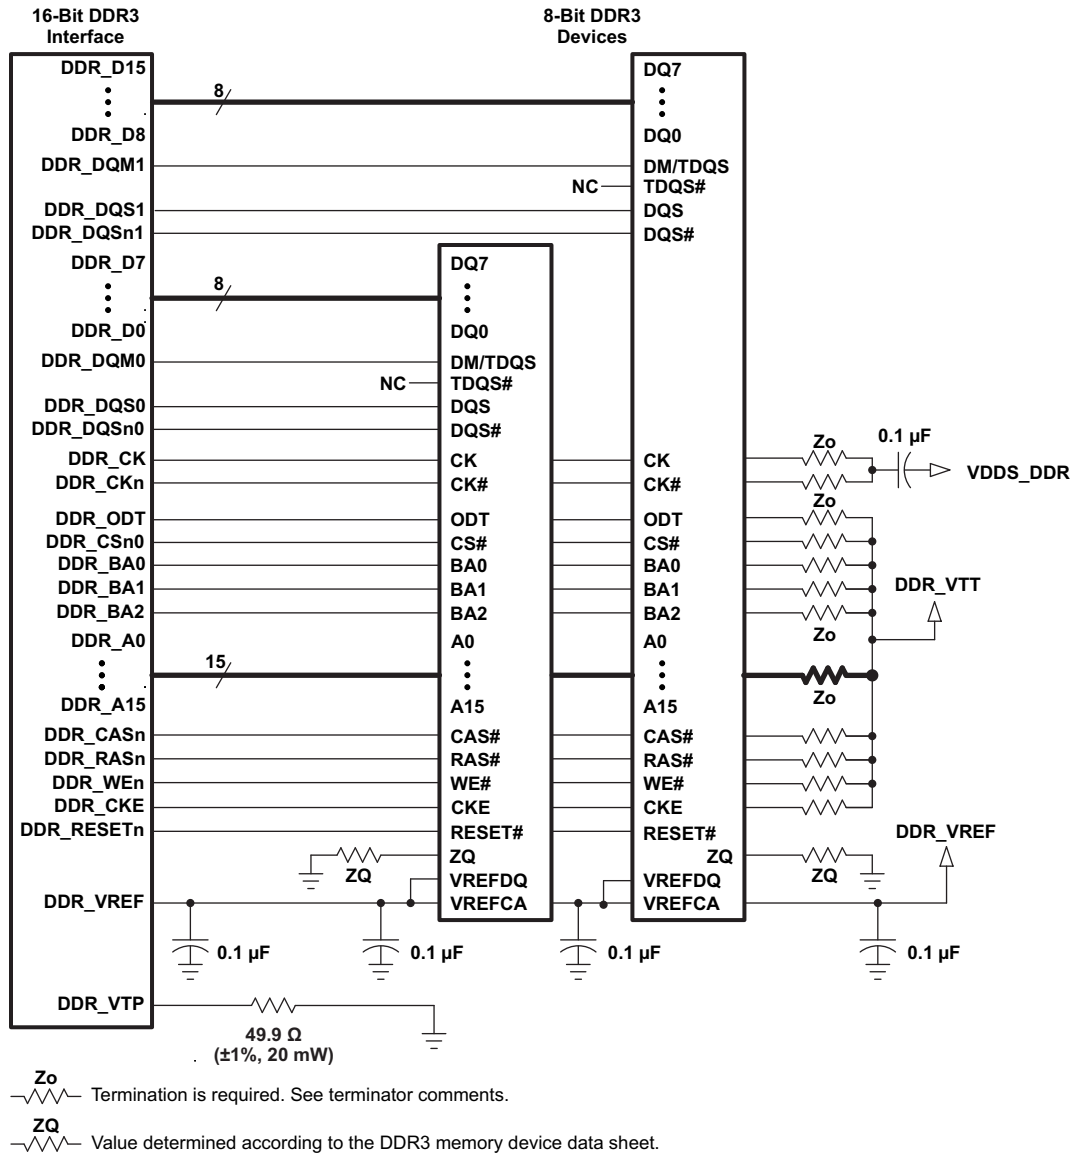 16-Bit DDR3
Interface
8-Bit DDR3
Devices
DDR_D15
8
DQ7
DDR_D8
DQ0
DDR_DQM1
DM/TDQS
NC
TDQS#
DDR_DQS1
DQS
DDR_DQSn1
DQS#
DDR_D7
8
DQ7
DDR_D0
DQ0
DDR_DQM0
DM/TDQS
NC
TDQS#
DDR_DQS0
DQS
DDR_DQSn0
DQS#
DDR_CK
CK
CK
Zo
0.1 µF
VDDS_DDR
DDR_CKn
CK#
CK#
Zo
DDR_ODT
ODT
ODT
DDR_CSn0
CS#
CS#
DDR_BA0
BA0
BA0
DDR_BA1
BA1
BA1
DDR_VTT
DDR_BA2
BA2
BA2
Zo
DDR_A0
A0
A0
15
Zo
DDR_A15
A15
A15
DDR_CASn
CAS#
CAS#
DDR_RASn
RAS#
RAS#
DDR_WEn
WE#
WE#
DDR_CKE
CKE
CKE
DDR_RESETn
RESET#
RESET#
DDR_VREF
ZQ
ZQ
ZQ
ZQ
VREFDQ
VREFDQ
DDR_VREF
VREFCA
VREFCA
0.1 µF
0.1 µF
0.1 µF
0.1 µF
DDR_VTP
49.9 Ω
(±1%, 20 mW)
Zo
Termination is required. See terminator comments.
ZQ
Value determined according to the DDR3 memory device data sheet.